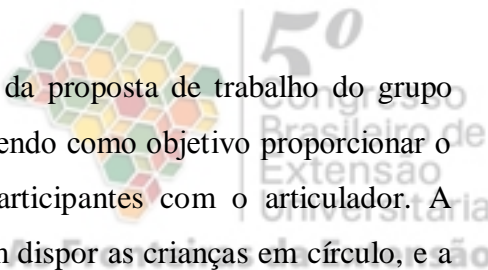 5º
da proposta de trabalho do grupo
Congresso
Brasileiro de
endo como objetivo proporcionar o
Extensão
articipantes com o articulador. A
Universitária
dispor as crianças em círculo, e a